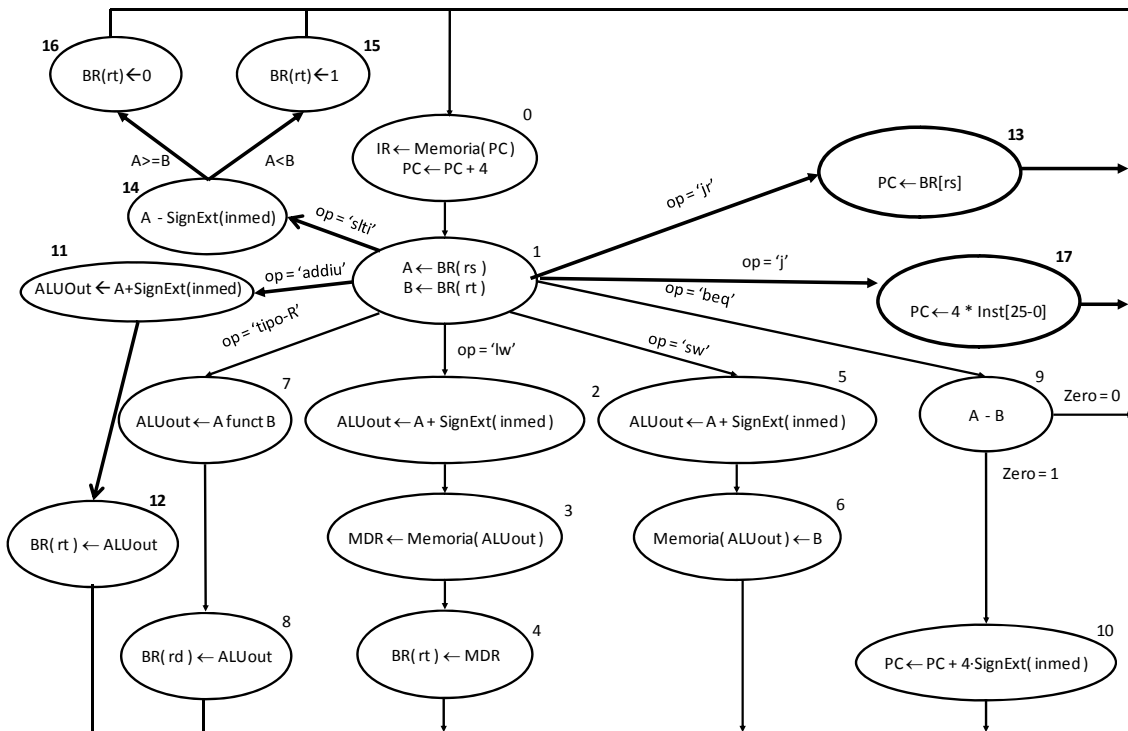 16
BR(rt)←0
15
BR(rt)←1
0
IR ← Memoria( PC)
PC ← PC + 4
13
PC ← BR[rs]
A>=B
A<B
14
A - SignExt(inmed)
op = 'slti'
op = 'jr'
1
A ← BR( rs )
B ← BR( rt )
op = 'j'
17
PC ← 4 * Inst[25-0]
11
ALUOut ← A+SignExt(inmed)
op= 'addiu'
op= 'beq'
op= 'tipo-R'
op = 'lw'
op = 'sw'
7
ALUout ← A funct B
2
ALUout ← A + SignExt( inmed)
5
ALUout ← A + SignExt( inmed)
9
A - B
Zero = 0
Zero = 1
12
BR( rt ) ← ALUout
3
MDR ← Memoria( ALUout)
6
Memoria( ALUout) ← B
8
BR( rd ) ← ALUout
4
BR( rt ) ← MDR
10
PC ← PC + 4·SignExt( inmed)